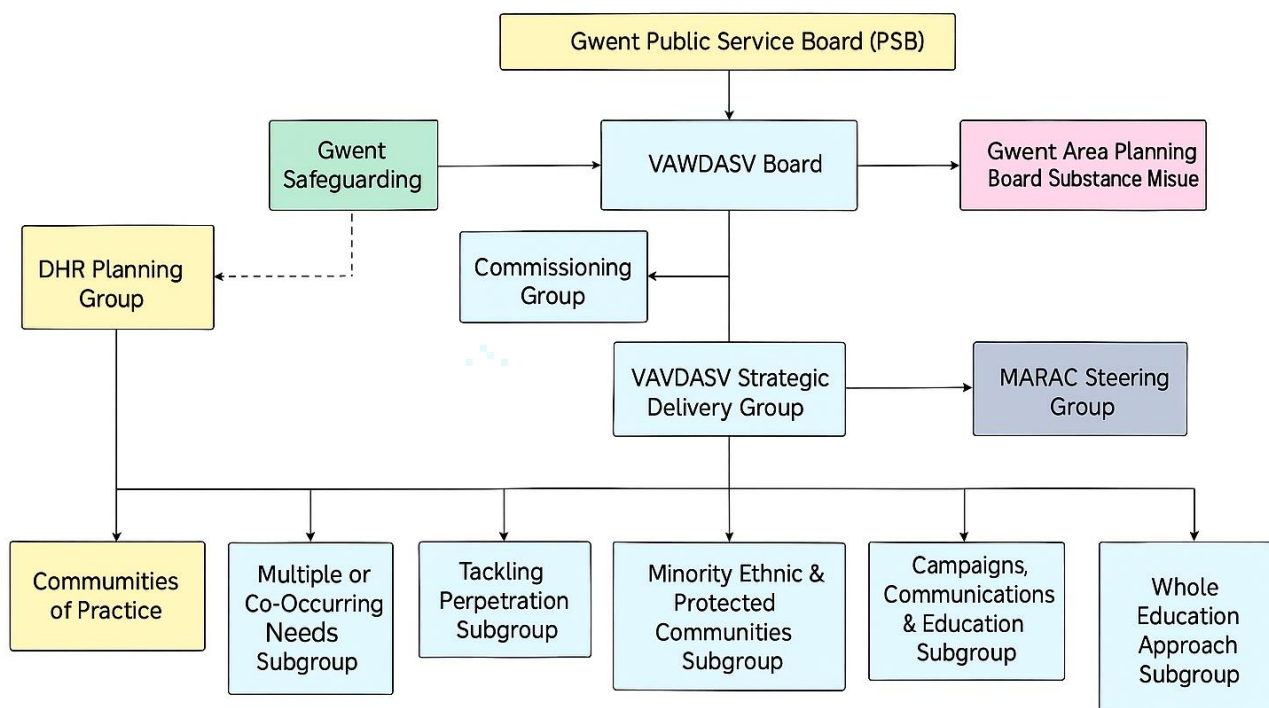 Gwent Public Service Board (PSB)
Gwent
Safeguarding
VAWDASV Board
Gwent Area Planning
Board Substance Misue
DHR Planning
Group
Commissioning
Group
VAVDASV Strategic
Delivery Group
MARAC Steering
Group
Commumities
of Practice
Multiple or
Co-Occurring
Needs
Subgroup
Tackling
Perpetration
Subgroup
Minority Ethnic &
Protected
Communities
Subgroup
Campaigns,
Communications
& Education
Subgroup
Whole
Education
Approach
Subgroup